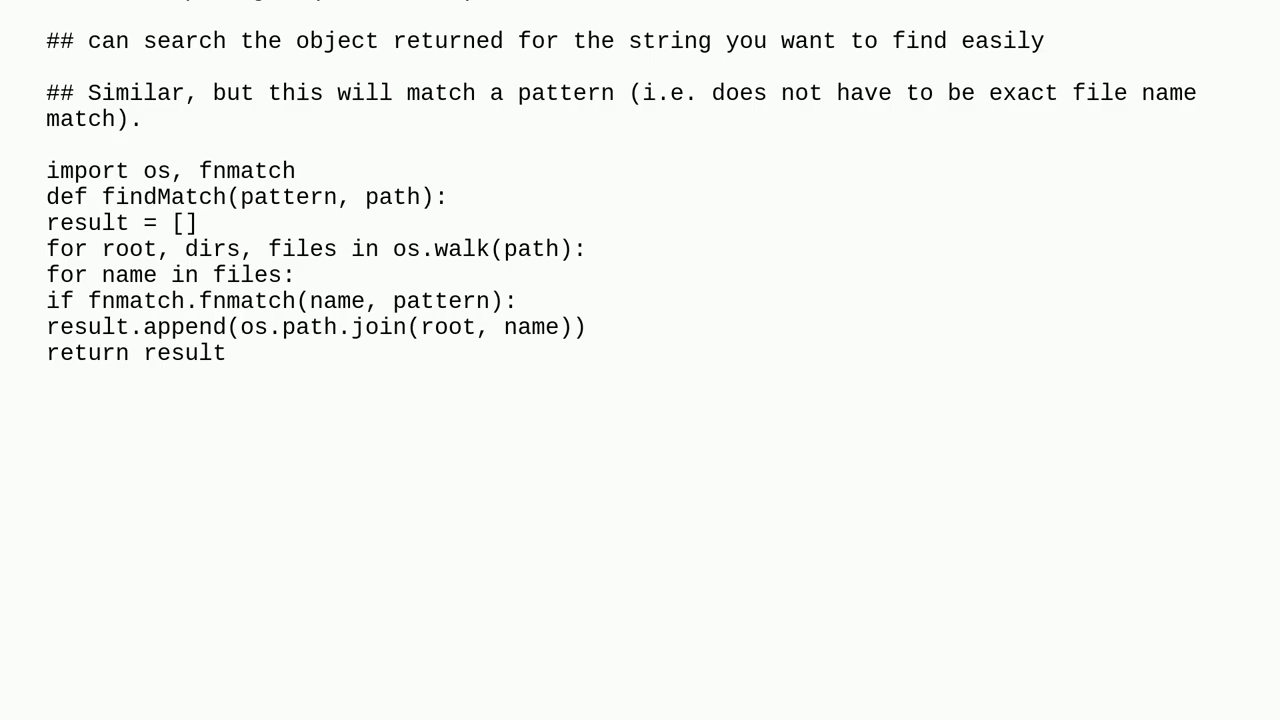 ## can search the object returned for the string you want to find easily
## Similar, but this will match a pattern (i.e. does not have to be exact file name
match).
import os, fnmatch
def findMatch(pattern, path):
result = []
for root, dirs, files in os.walk(path):
for name in files:
if fnmatch.fnmatch(name, pattern):
result.append(os.path.join(root, name))
return result